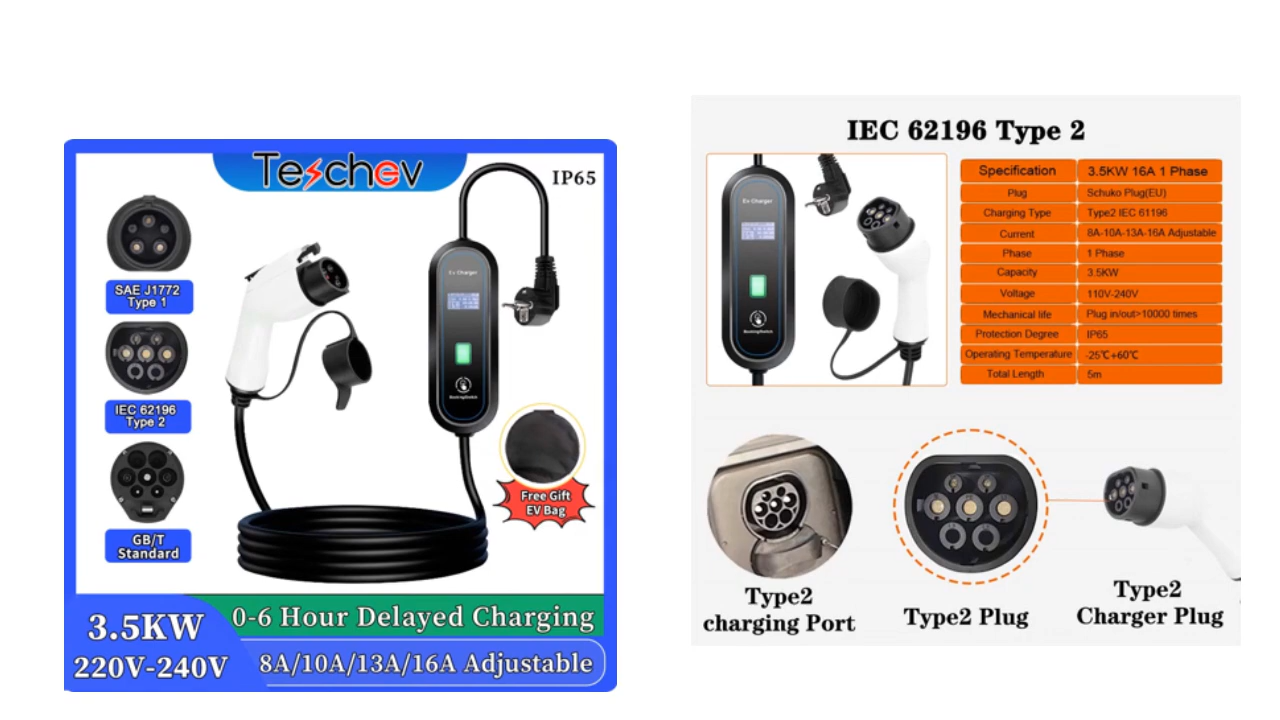 Teschev
IP65
SAE J1772
Type 1
IEC 62196
Type 2
GB/T
Standard
Ev Charger
Free Gift
EV Bag
0-6 Hour Delayed Charging
3.5KW
220V-240V
8A/10A/13A/16A Adjustable
IEC 62196 Type 2
Ev Charger
Specification 3.5KW 16A 1 Phase
Plug Schuko Plug(EU)
Charging Type Type2 IEC 61196
Current 8A-10A-13A-16A Adjustable
Phase 1 Phase
Capacity 3.5KW
Voltage 110V-240V
Mechanical life Plug in/out>10000 times
Protection Degree IP65
Operating Temperature -25℃+60℃
Total Length 5m
Type2
charging Port
Type2 Plug
Type2
Charger Plug